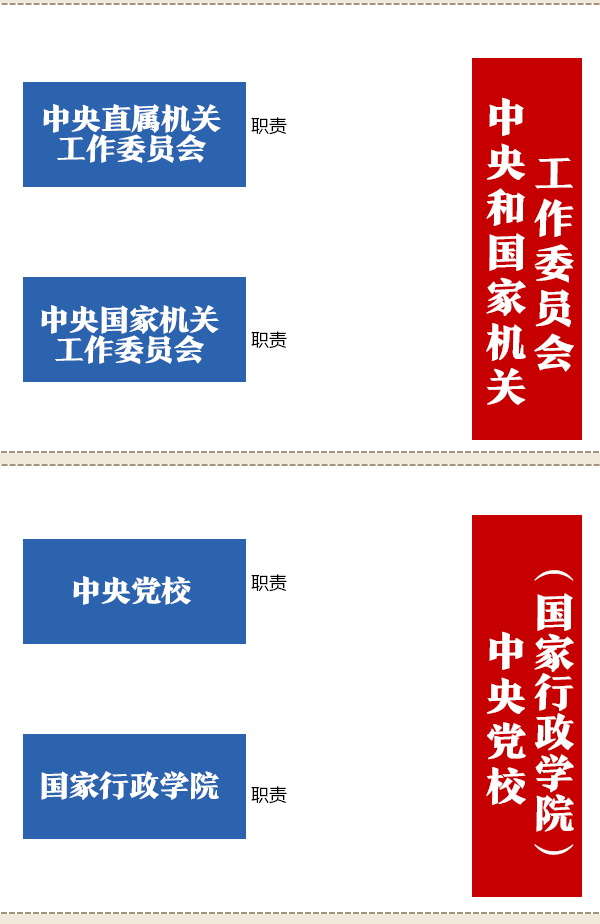 中央直属机关
工作委员会
职责
中央国家机关
工作委员会
职责
中央和国家机关
工作委员会
中央党校
职责
国家行政学院
职责
中央党校
（国家行政学院）